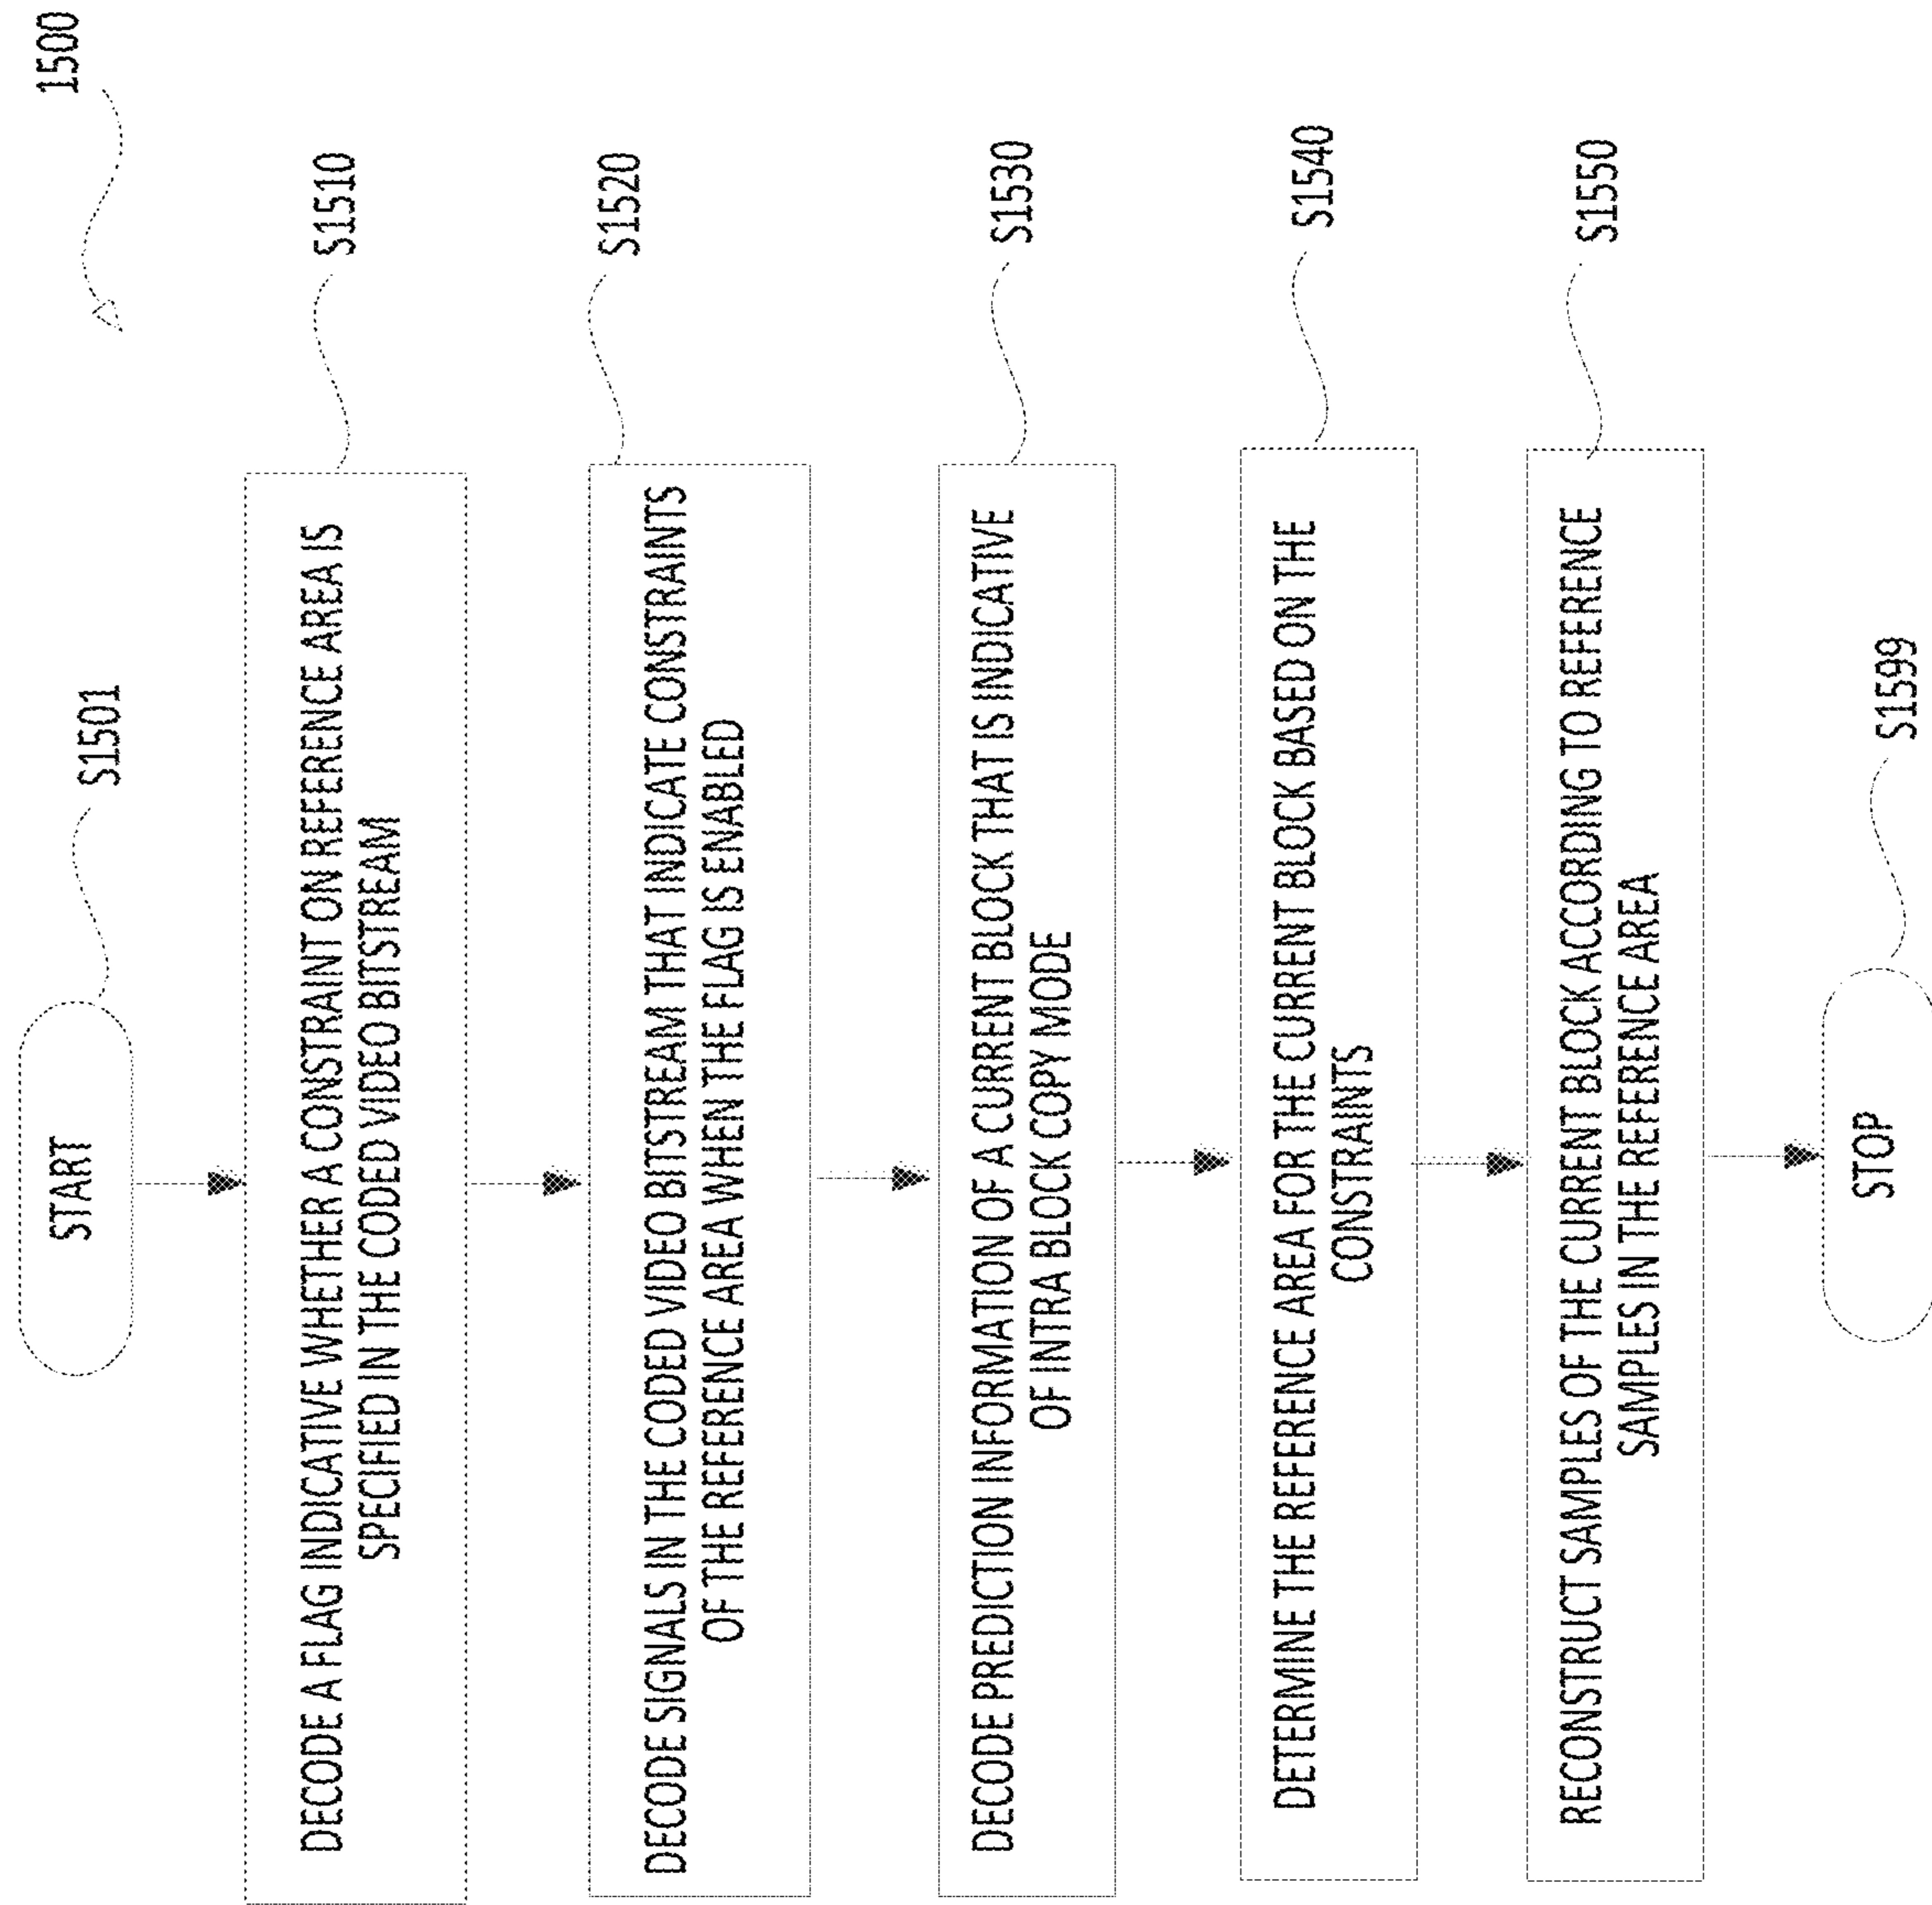 1500
S1501
START
S1510
DECODE A FLAG INDICATIVE WHETHER A CONSTRAINT ON REFERENCE AREA IS
SPECIFIED IN THE CODED VIDEO BITSTREAM
S1520
DECODE SIGNALS IN THE CODED VIDEO BITSTREAM THAT INDICATE CONSTRAINTS
OF THE REFERENCE AREA WHEN THE FLAG IS ENABLED
S1530
DECODE PREDICTION INFORMATION OF A CURRENT BLOCK THAT IS INDICATIVE
OF INTRA BLOCK COPY MODE
S1540
DETERMINE THE REFERENCE AREA FOR THE CURRENT BLOCK BASED ON THE
CONSTRAINTS
S1550
RECONSTRUCT SAMPLES OF THE CURRENT BLOCK ACCORDING TO REFERENCE
SAMPLES IN THE REFERENCE AREA
S1599
STOP